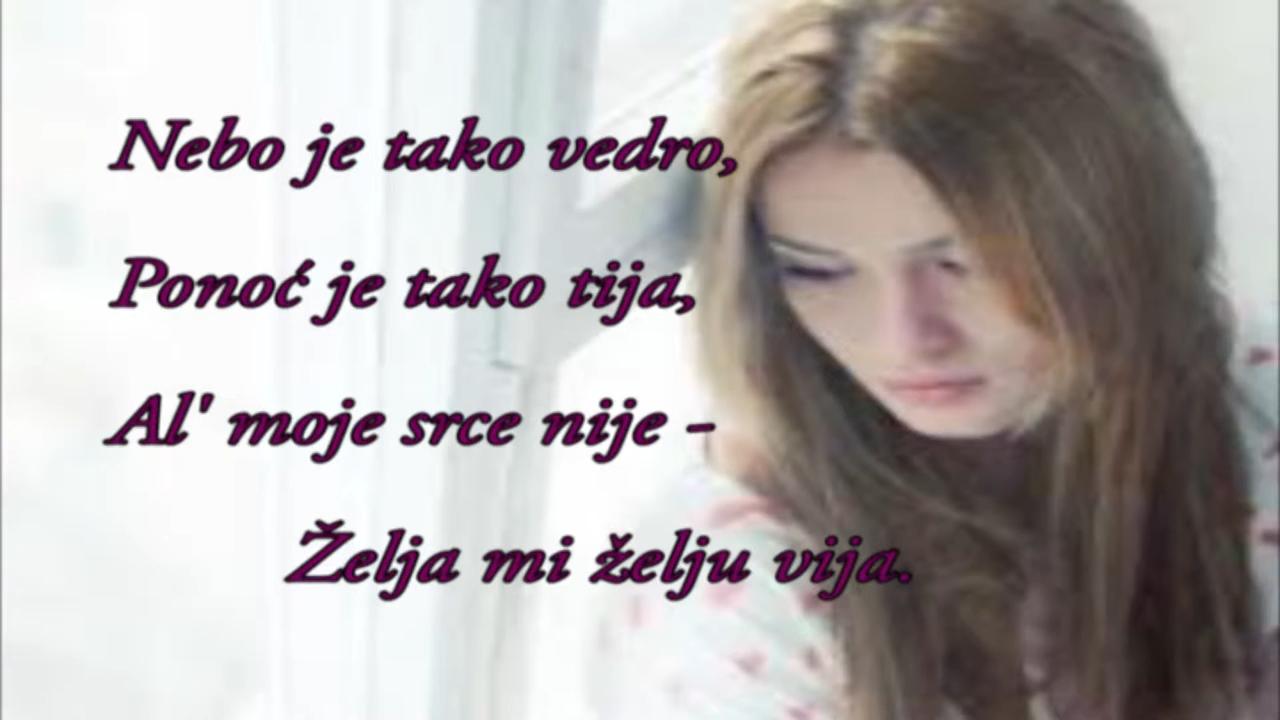 Nebo je tako vedro,
Ponoć je tako tija,
Al' moje srce nije -
Želja mi želju vija.